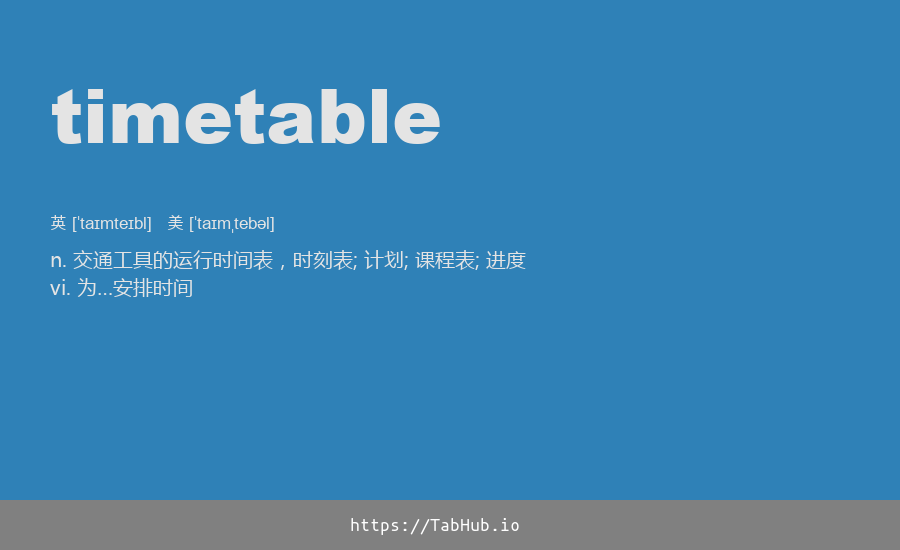 timetable
英 [ˈtaɪmteɪbl] 美 [ˈtaɪmˌtebəl]
n. 交通工具的运行时间表，时刻表; 计划; 课程表; 进度
vi. 为...安排时间
https://TabHub.io